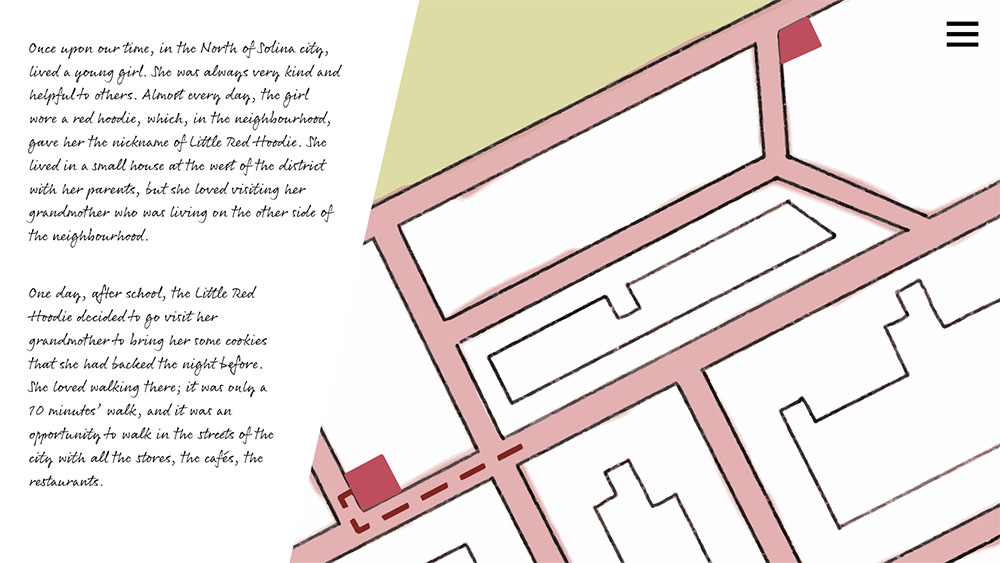 Once upon our time, in the North of Solina city,
lived a young girl. She was always very kind and
helpful to others. Almost every day, the girl
wore a red hoodie, which, in the neighbourhood,
gave her the nickname of Little Red Hoodie. She
lived in a small house at the west of the district
with her parents, but she loved visiting her
grandmother who was living on the other side of
the neighbourhood.
One day, after school, the Little Red
Hoodie decided to go visit her
grandmother to bring her some cookies
that she had backed the night before.
She loved walking there; it was only a
10 minutes' walk, and it was an
opportunity to walk in the streets of the
city with all the stores, the cafés, the
restaurants.